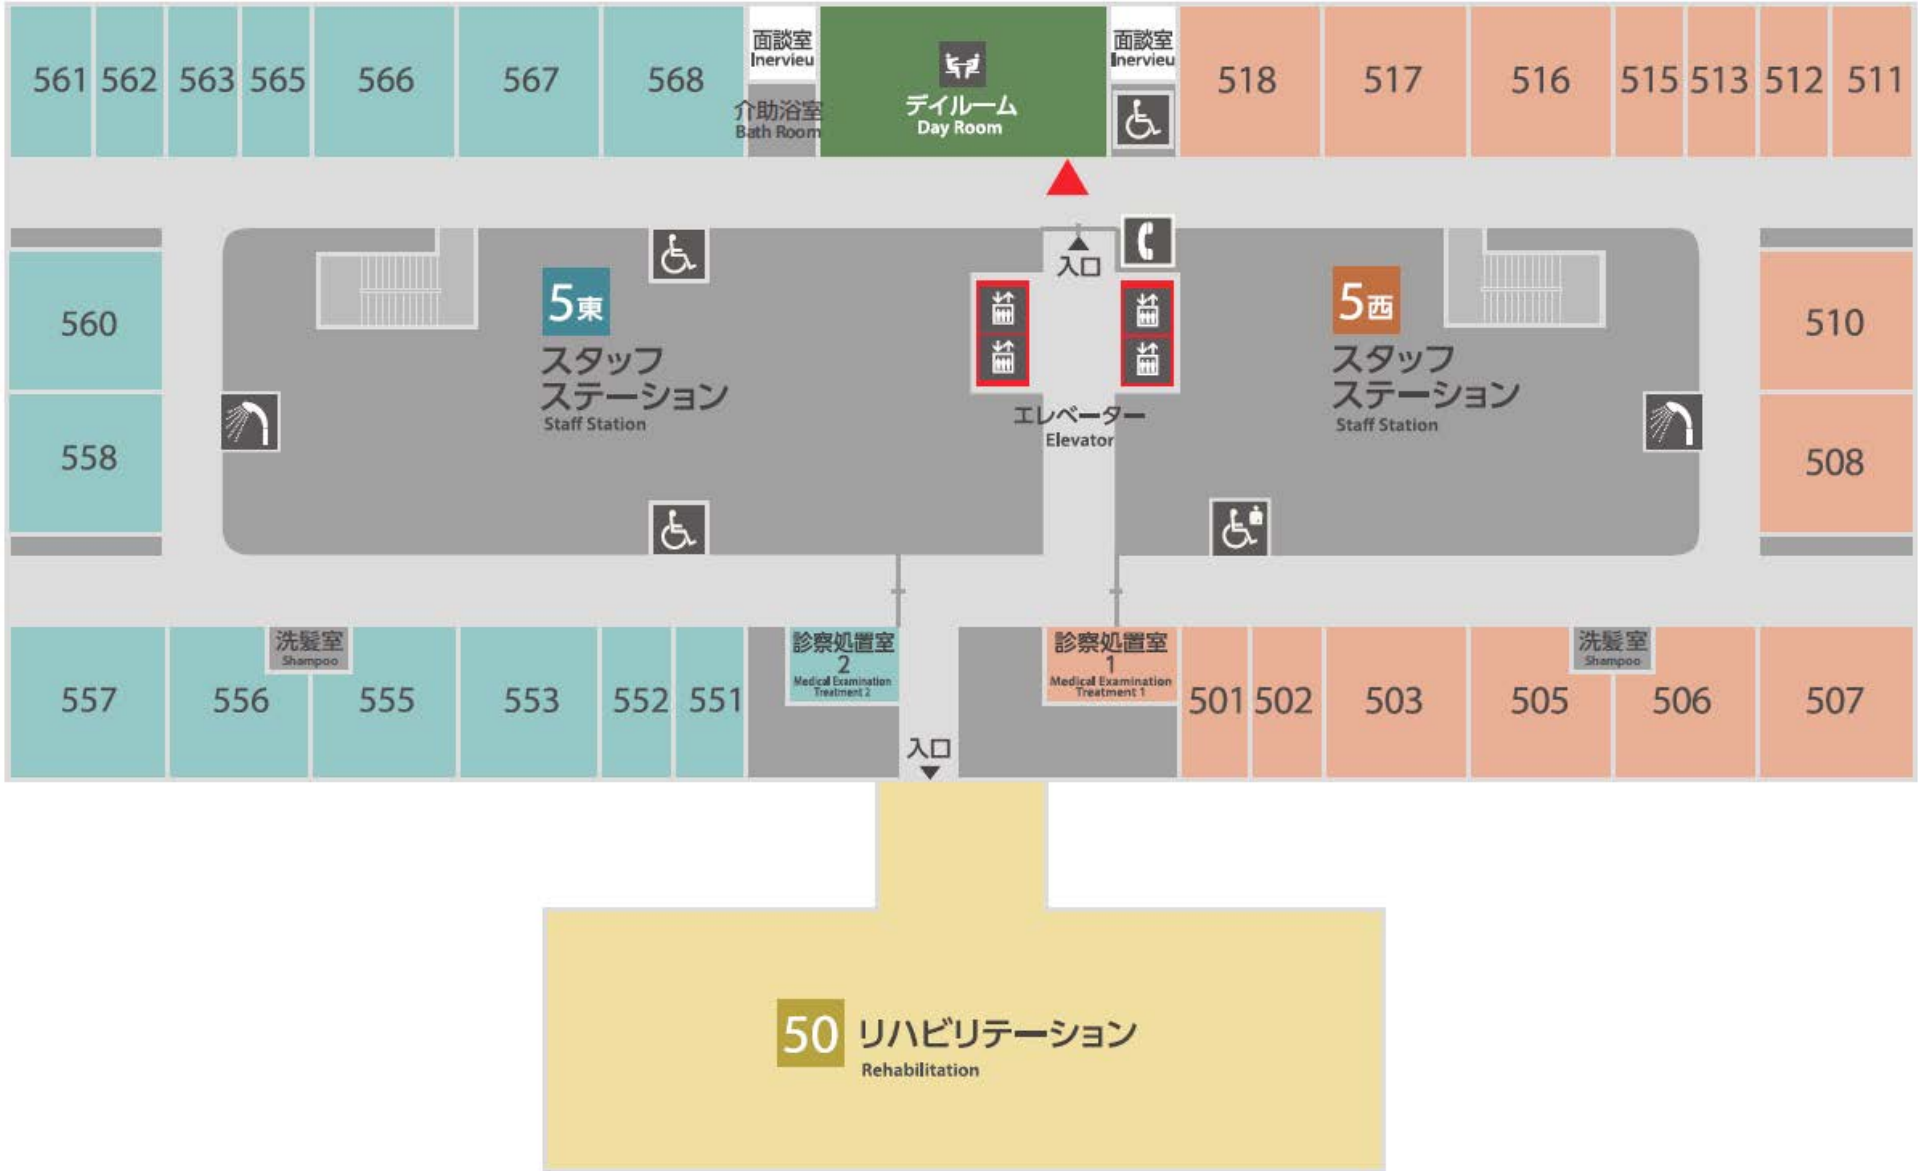 561
562
563
565
566
567
568
面談室
Inervieu
介助浴室
Bath Room
デイルーム
Day Room
面談室
Inervieu
518
517
516
515
513
512
511
560
558
5東
スタッフ
ステーション
Staff Station
入口
エレベーター
Elevator
5西
スタッフ
ステーション
Staff Station
510
508
557
556
洗髪室
Shampoo
555
553
552
551
診察処置室
2
Medical Examination
Treatment 2
入口
診察処置室
1
Medical Examination
Treatment 1
501
502
503
505
洗髪室
Shampoo
506
507
50
リハビリテーション
Rehabilitation